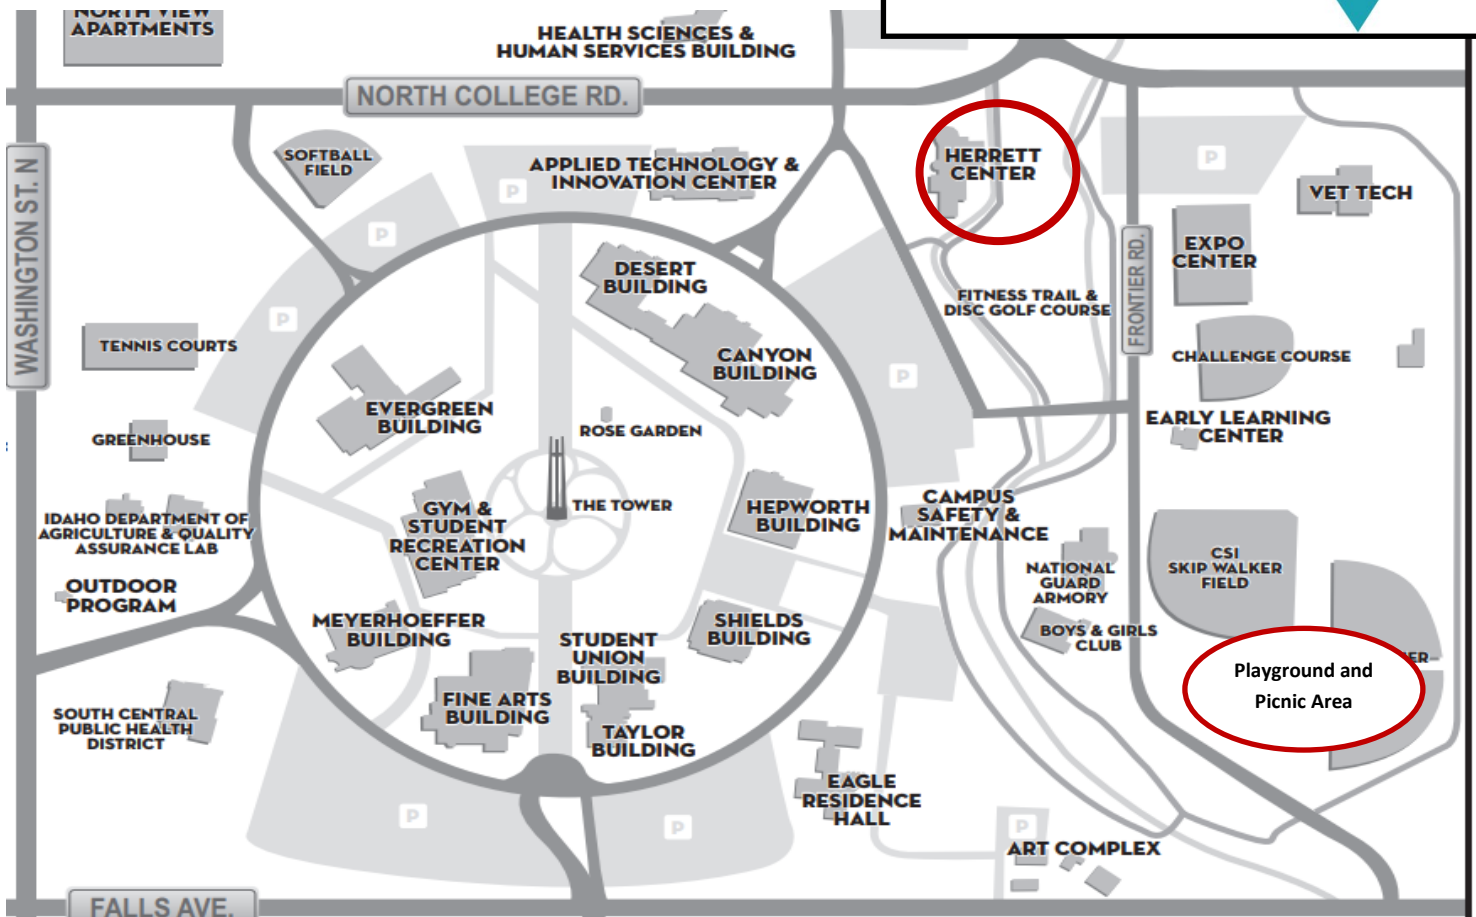 NORTH VIEW
APARTMENTS
HEALTH SCIENCES &
HUMAN SERVICES BUILDING
NORTH COLLEGE RD.
WASHINGTON ST. N
SOFTBALL
FIELD
P
APPLIED TECHNOLOGY &
INNOVATION CENTER
HERRETT
CENTER
P
VET TECH
P
P
EXPO
CENTER
FRONTIER RD.
DESERT
BUILDING
FITNESS TRAIL &
DISC GOLF COURSE
TENNIS COURTS
CANYON
BUILDING
P
CHALLENGE COURSE
EVERGREEN
BUILDING
ROSE GARDEN
EARLY LEARNING
CENTER
GREENHOUSE
THE TOWER
GYM &
STUDENT
RECREATION
CENTER
HEPWORTH
BUILDING
CAMPUS
SAFETY &
MAINTENANCE
IDAHO DEPARTMENT OF
AGRICULTURE & QUALITY
ASSURANCE LAB
CSI
SKIP WALKER
FIELD
NATIONAL
GUARD
ARMORY
OUTDOOR
PROGRAM
MEYERHOEFFER
BUILDING
STUDENT
UNION
BUILDING
SHIELDS
BUILDING
BOYS & GIRLS
CLUB
Playground and
Picnic Area
SOUTH CENTRAL
PUBLIC HEALTH
DISTRICT
FINE ARTS
BUILDING
TAYLOR
BUILDING
EAGLE
RESIDENCE
HALL
P
P
P
ART COMPLEX
FALLS AVE.